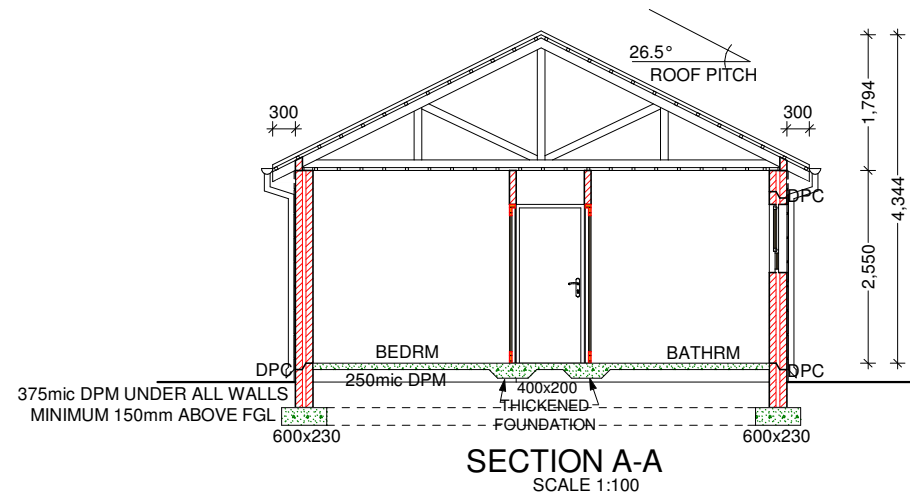 26.5°
ROOF PITCH
300
300
1,794
4,344
2,550
DPC
BEDRM
BATHRM
DPC
DPC
250mic DPM
375mic DPM UNDER ALL WALLS
MINIMUM 150mm ABOVE FGL
400x200
THICKENED
FOUNDATION
600x230
600x230
SECTION A-A
SCALE 1:100